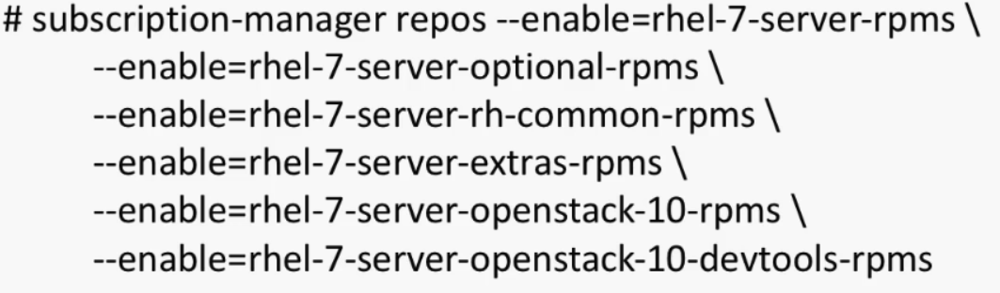 # subscription-manager repos --enable=rhel-7-server-rpms \
--enable=rhel-7-server-optional-rpms \
--enable=rhel-7-server-rh-common-rpms \
--enable=rhel-7-server-extras-rpms \
--enable=rhel-7-server-openstack-10-rpms \
--enable=rhel-7-server-openstack-10-devtools-rpms